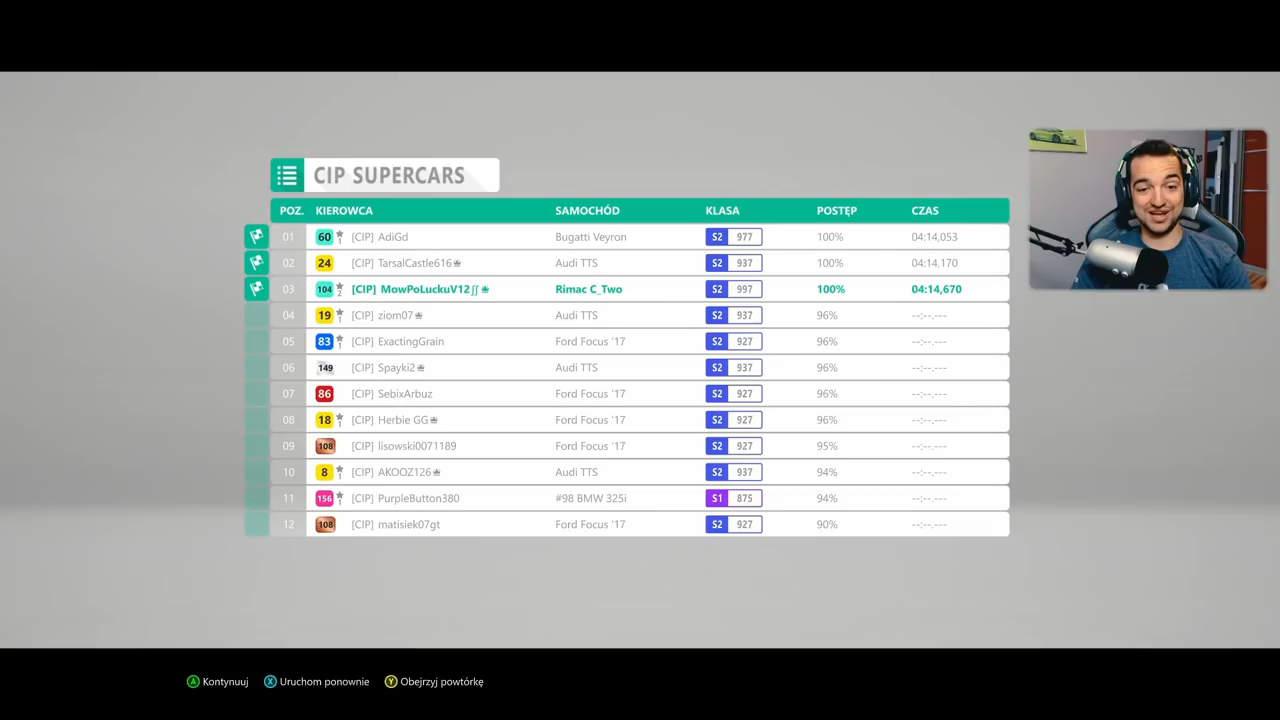 CIP SUPERCARS
POZ. KIEROWCA SAMOCHÓD KLASA POSTĘP CZAS
01 60 1 [CIP] AdiGd Bugatti Veyron S2 977 100% 04:14,053
02 24 [CIP] TarsalCastle616 Audi TTS S2 937 100% 04:14,170
03 104 2 [CIP] MowPoLuckuV12∫∫ Rimac C_Two S2 997 100% 04:14,670
04 19 1 [CIP] ziom07 Audi TTS S2 937 96% --:--.---
05 83 1 [CIP] ExactingGrain Ford Focus '17 S2 927 96% --:--.---
06 149 [CIP] Spayki2 Audi TTS S2 937 96% --:--.---
07 86 [CIP] SebixArbuz Ford Focus '17 S2 927 96% --:--.---
08 18 1 [CIP] Herbie GG Ford Focus '17 S2 927 96% --:--.---
09 108 [CIP] lisowski0071189 Ford Focus '17 S2 927 95% --:--.---
10 8 1 [CIP] AKOOZ126 Audi TTS S2 937 94% --:--.---
11 156 1 [CIP] PurpleButton380 #98 BMW 325i S1 875 94% --:--.---
12 108 [CIP] matisiek07gt Ford Focus '17 S2 927 90% --:--.---
A Kontynuuj X Uruchom ponownie Y Obejrzyj powtórkę